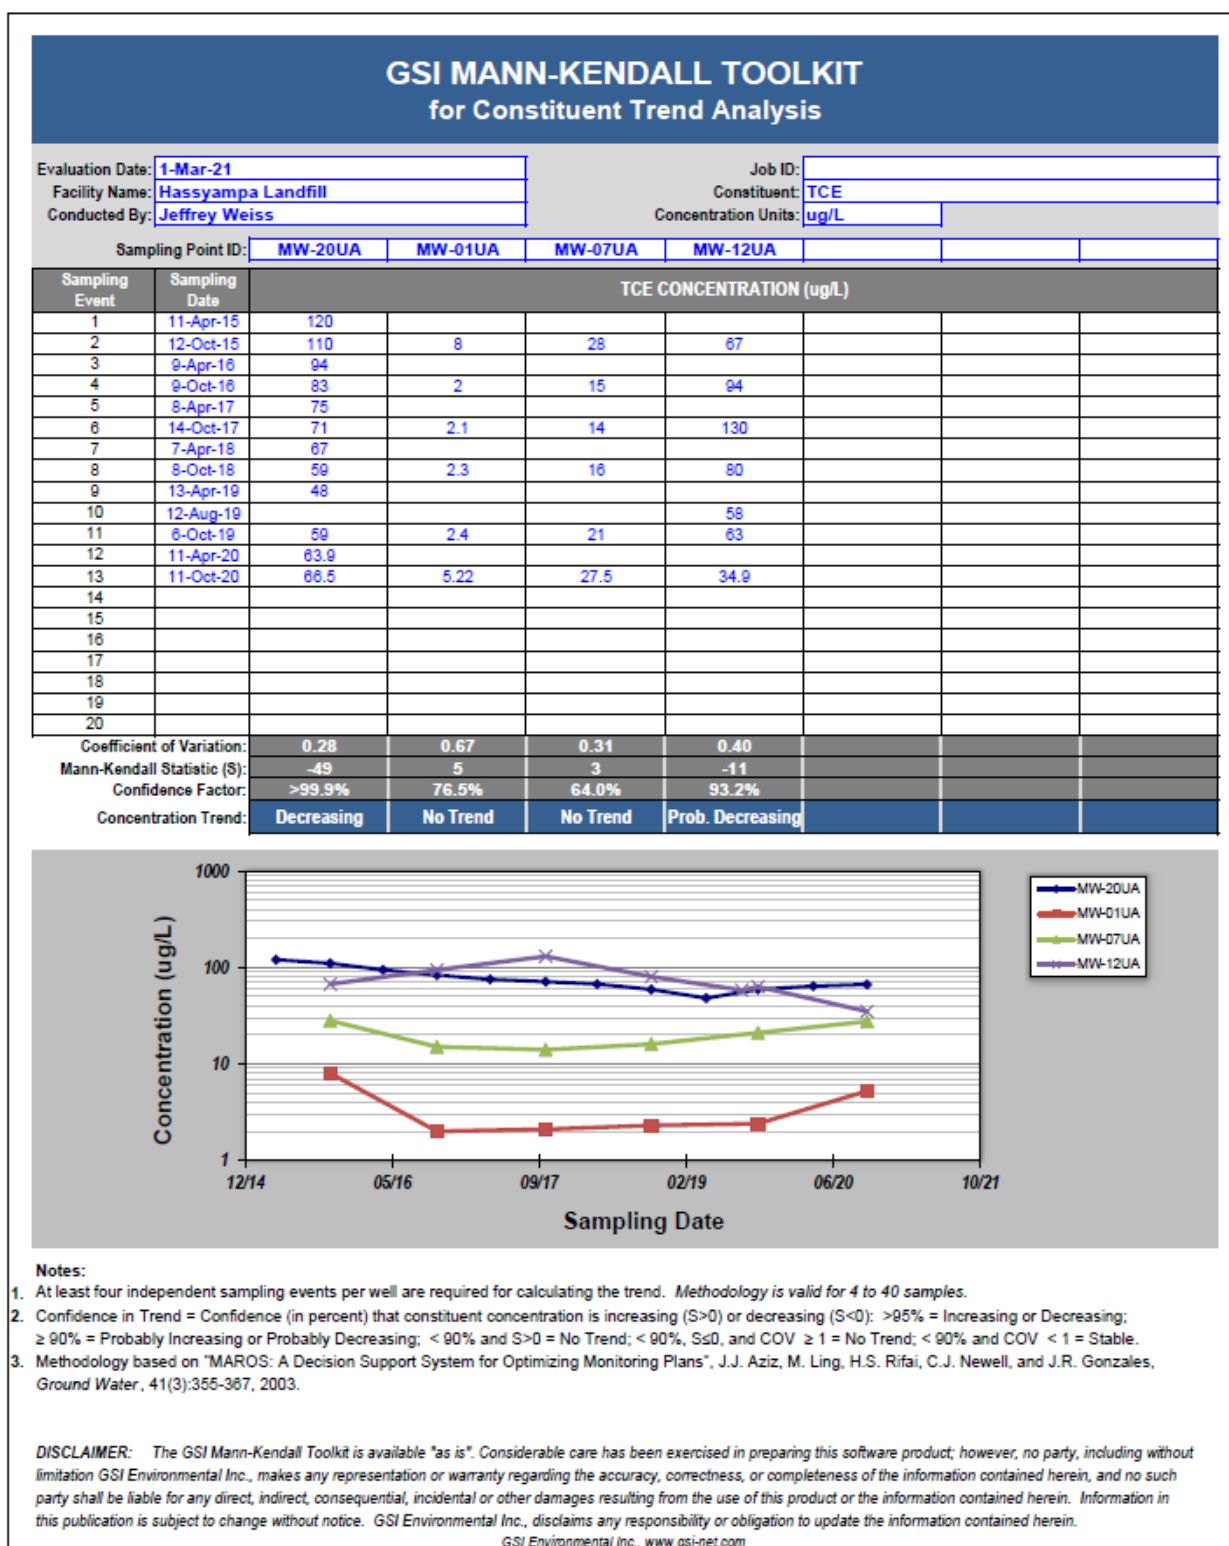 GSI MANN-KENDALL TOOLKIT
for Constituent Trend Analysis
Evaluation Date: 1-Mar-21 Job ID:
Facility Name: Hassyampa Landfill Constituent: TCE
Conducted By: Jeffrey Weiss Concentration Units: ug/L
Sampling Point ID: MW-20UA MW-01UA MW-07UA MW-12UA
Sampling Event Sampling Date TCE CONCENTRATION (ug/L)
1 11-Apr-15 120
2 12-Oct-15 110 8 28 67
3 9-Apr-16 94
4 9-Oct-16 83 2 15 94
5 8-Apr-17 75
6 14-Oct-17 71 2.1 14 130
7 7-Apr-18 67
8 8-Oct-18 59 2.3 16 80
9 13-Apr-19 48
10 12-Aug-19 58
11 6-Oct-19 59 2.4 21 63
12 11-Apr-20 63.9
13 11-Oct-20 66.5 5.22 27.5 34.9
14
15
16
17
18
19
20
Coefficient of Variation: 0.28 0.67 0.31 0.40
Mann-Kendall Statistic (S): -49 5 3 -11
Confidence Factor: >99.9% 76.5% 64.0% 93.2%
Concentration Trend: Decreasing No Trend No Trend Prob. Decreasing
Concentration (ug/L)
1000
100
10
1
12/14 05/16 09/17 02/19 06/20 10/21
Sampling Date
MW-20UA
MW-01UA
MW-07UA
MW-12UA
Notes:
1. At least four independent sampling events per well are required for calculating the trend. Methodology is valid for 4 to 40 samples.
2. Confidence in Trend = Confidence (in percent) that constituent concentration is increasing (S>0) or decreasing (S<0): >95% = Increasing or Decreasing;
≥ 90% = Probably Increasing or Probably Decreasing; < 90% and S>0 = No Trend; < 90%, S≤0, and COV ≥ 1 = No Trend; < 90% and COV < 1 = Stable.
3. Methodology based on "MAROS: A Decision Support System for Optimizing Monitoring Plans", J.J. Aziz, M. Ling, H.S. Rifai, C.J. Newell, and J.R. Gonzales,
Ground Water, 41(3):355-367, 2003.
DISCLAIMER: The GSI Mann-Kendall Toolkit is available "as is". Considerable care has been exercised in preparing this software product; however, no party, including without
limitation GSI Environmental Inc., makes any representation or warranty regarding the accuracy, correctness, or completeness of the information contained herein, and no such
party shall be liable for any direct, indirect, consequential, incidental or other damages resulting from the use of this product or the information contained herein. Information in
this publication is subject to change without notice. GSI Environmental Inc., disclaims any responsibility or obligation to update the information contained herein.
GSI Environmental Inc., www.gsi-net.com